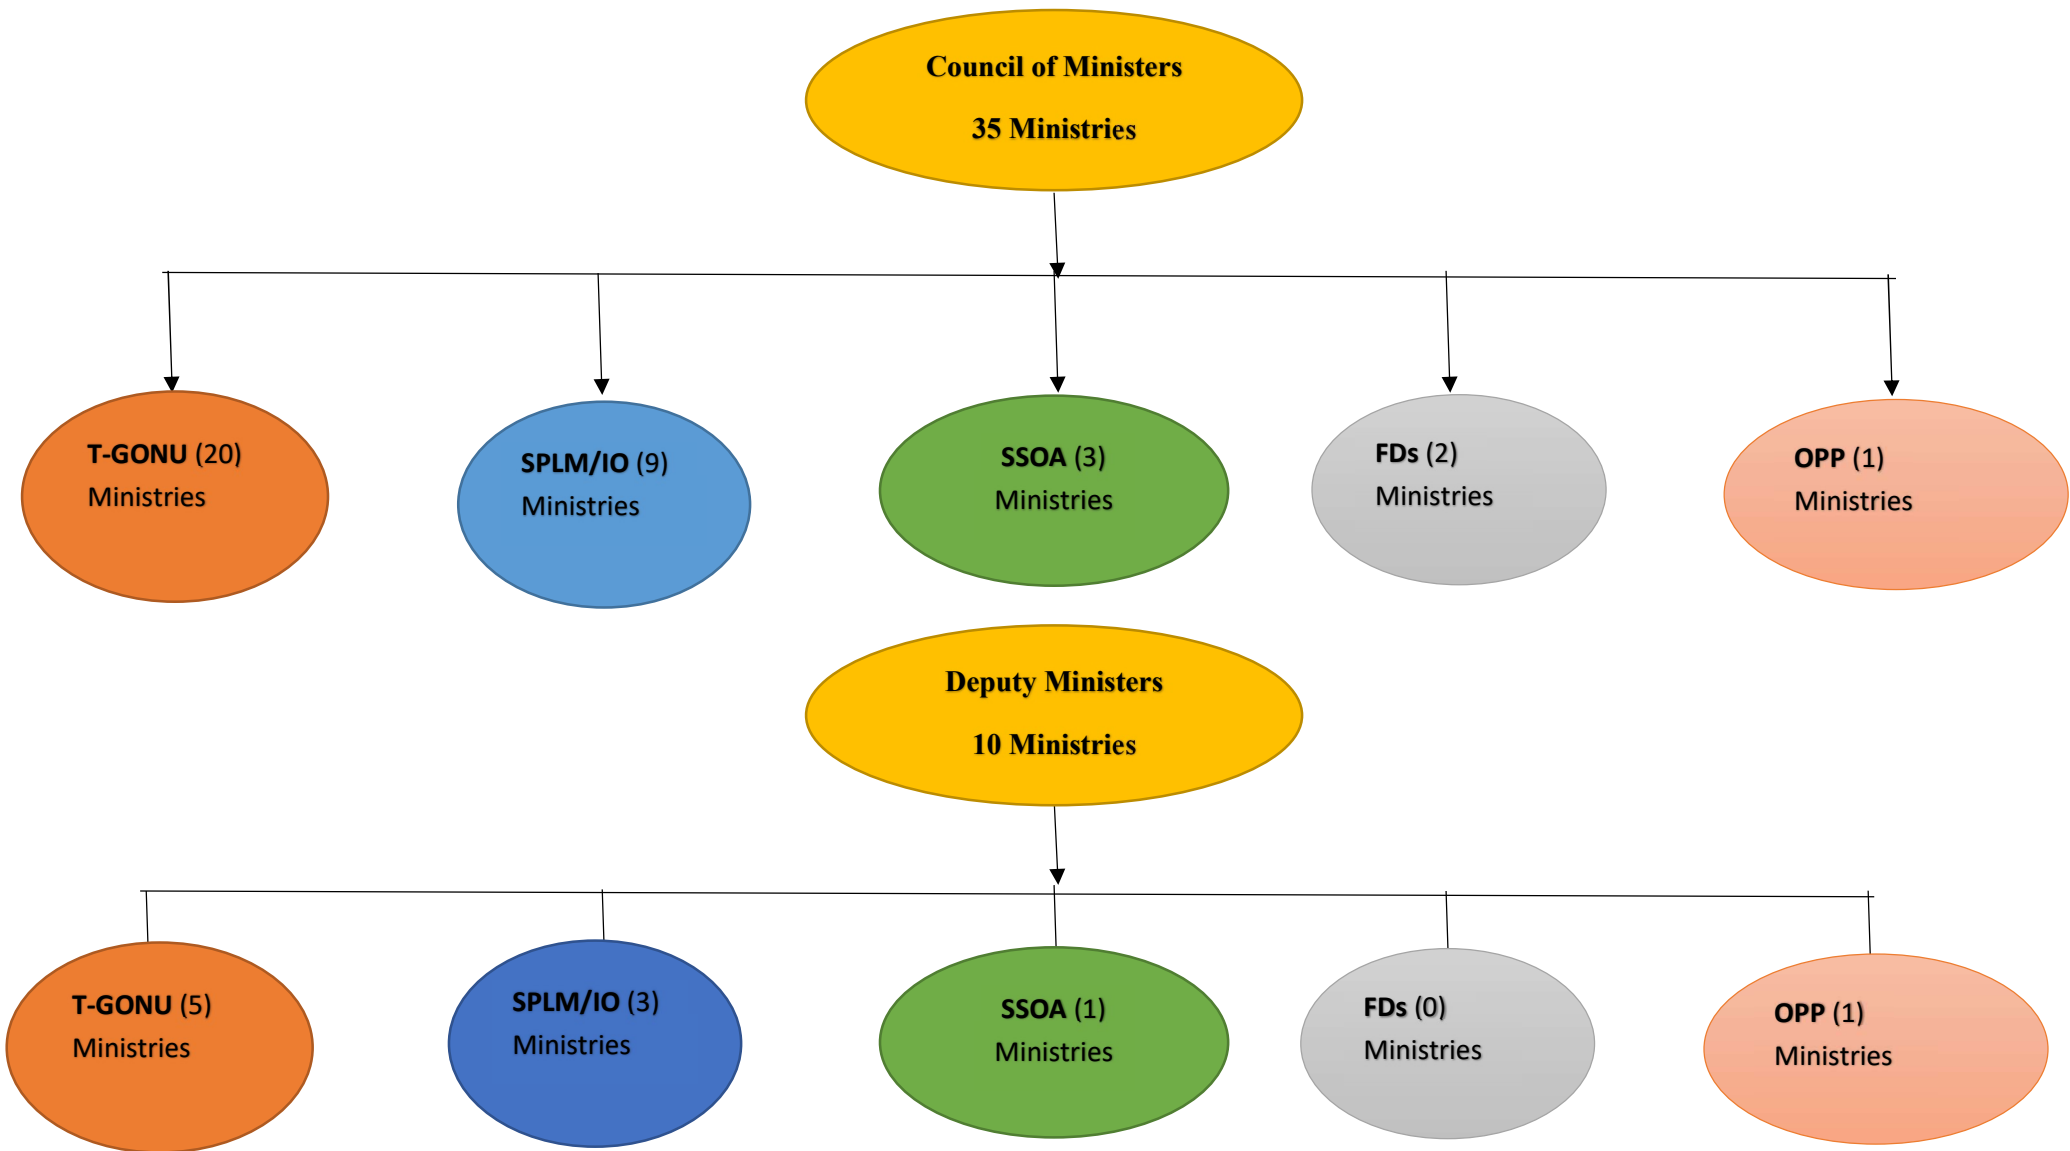 Council of Ministers
35 Ministries
T-GONU (20)
Ministries
SPLM/IO (9)
Ministries
SSOA (3)
Ministries
FDs (2)
Ministries
OPP (1)
Ministries
Deputy Ministers
10 Ministries
T-GONU (5)
Ministries
SPLM/IO (3)
Ministries
SSOA (1)
Ministries
FDs (0)
Ministries
OPP (1)
Ministries